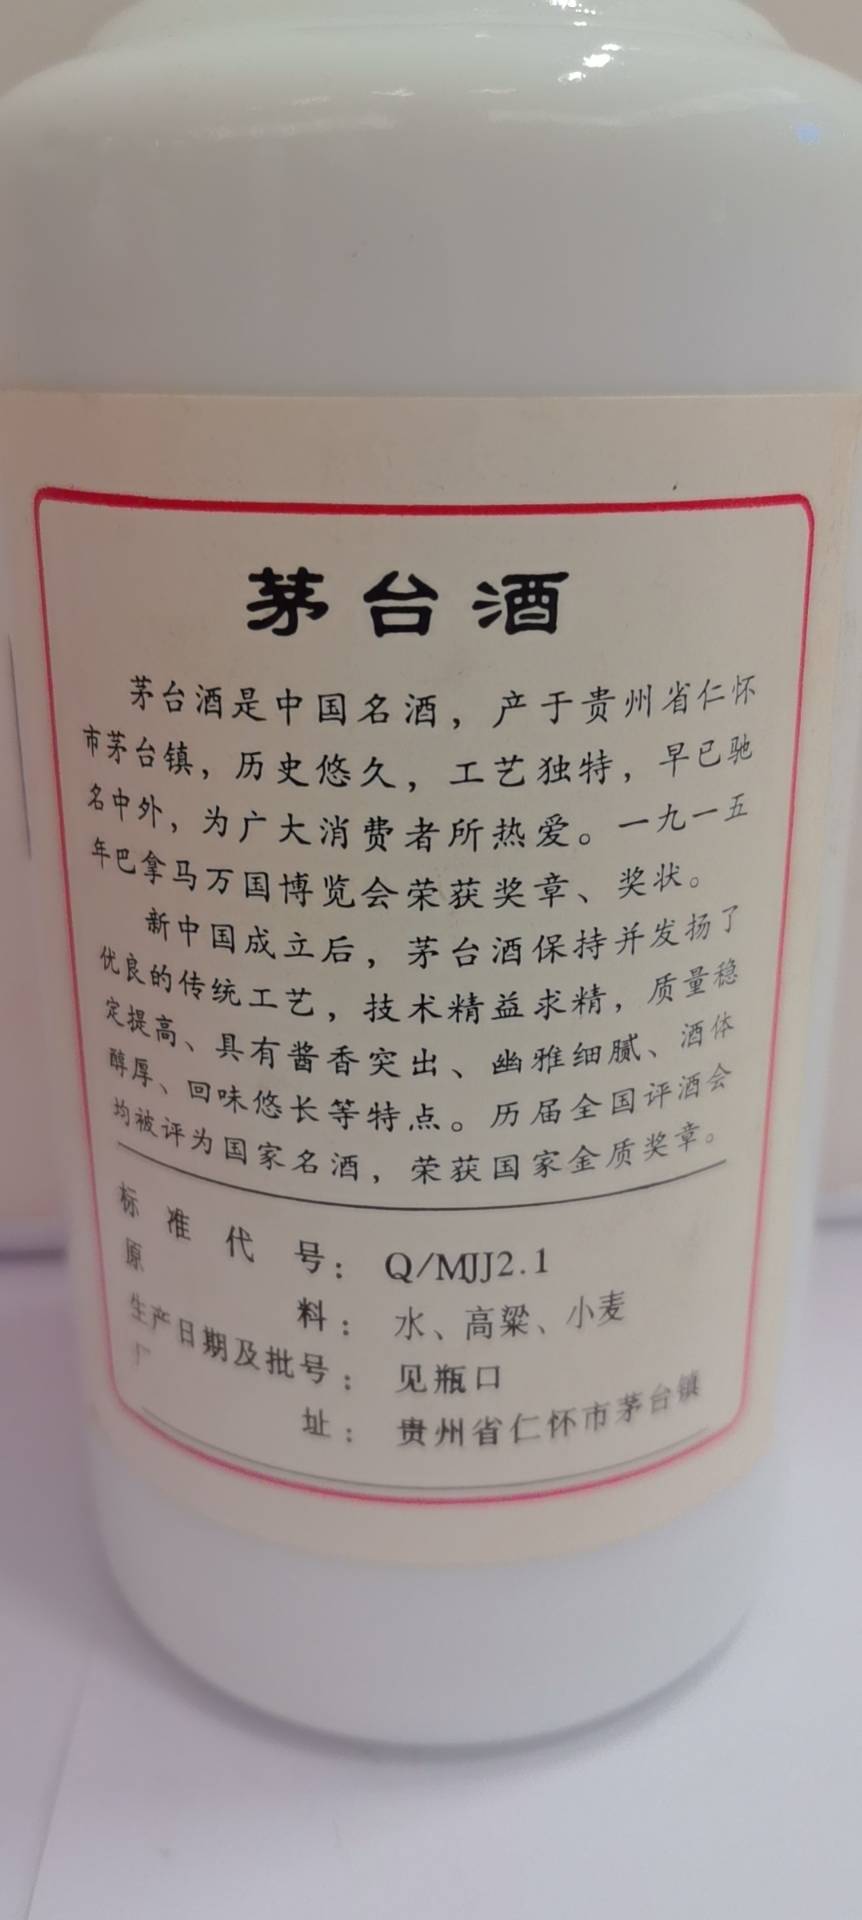 茅台酒
茅台酒是中国名酒，产于贵州省仁怀
市茅台镇，历史悠久，工艺独特，早已驰
名中外，为广大消费者所热爱。一九一五
年巴拿马万国博览会荣获奖章、奖状。
新中国成立后，茅台酒保持并发扬了
优良的传统工艺，技术精益求精，质量稳
定提高、具有酱香突出、幽雅细腻、酒体
醇厚、回味悠长等特点。历届全国评酒会
均被评为国家名酒，荣获国家金质奖章。
标准代号：Q/MJJ2.1
原料：水、高粱、小麦
生产日期及批号：见瓶口
厂址：贵州省仁怀市茅台镇